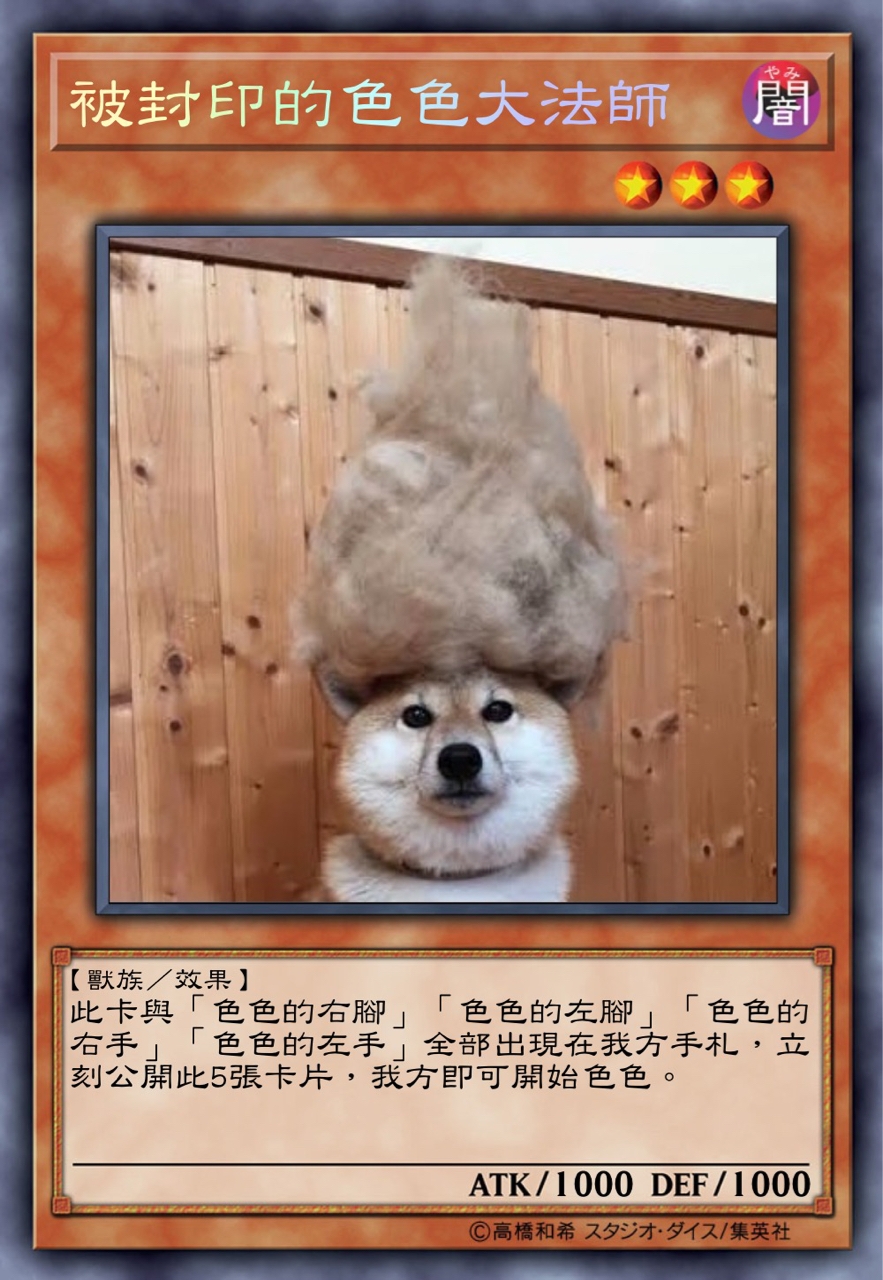 被封印的色色大法師
やみ
闇
【獸族／效果】
此卡與「色色的右腳」「色色的左腳」「色色的
右手」「色色的左手」全部出現在我方手札，立
刻公開此5張卡片，我方即可開始色色。
ATK/1000 DEF/1000
©高橋和希 スタジオ・ダイス/集英社